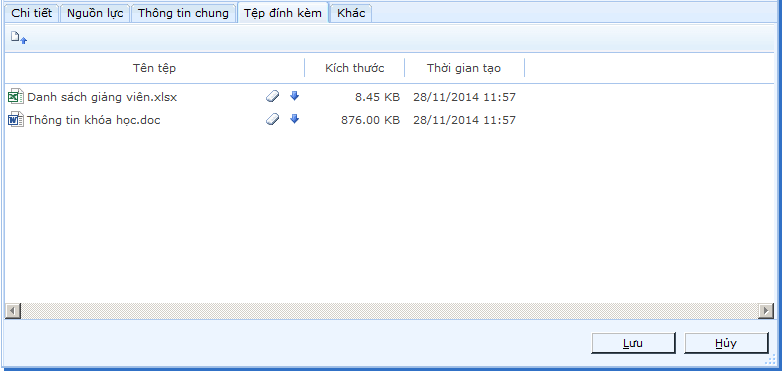 Chi tiết Nguồn lực Thông tin chung Tệp đính kèm Khác
Tên tệp Kích thước Thời gian tạo
Danh sách giảng viên.xlsx 8.45 KB 28/11/2014 11:57
Thông tin khóa học.doc 876.00 KB 28/11/2014 11:57
Lưu Hủy